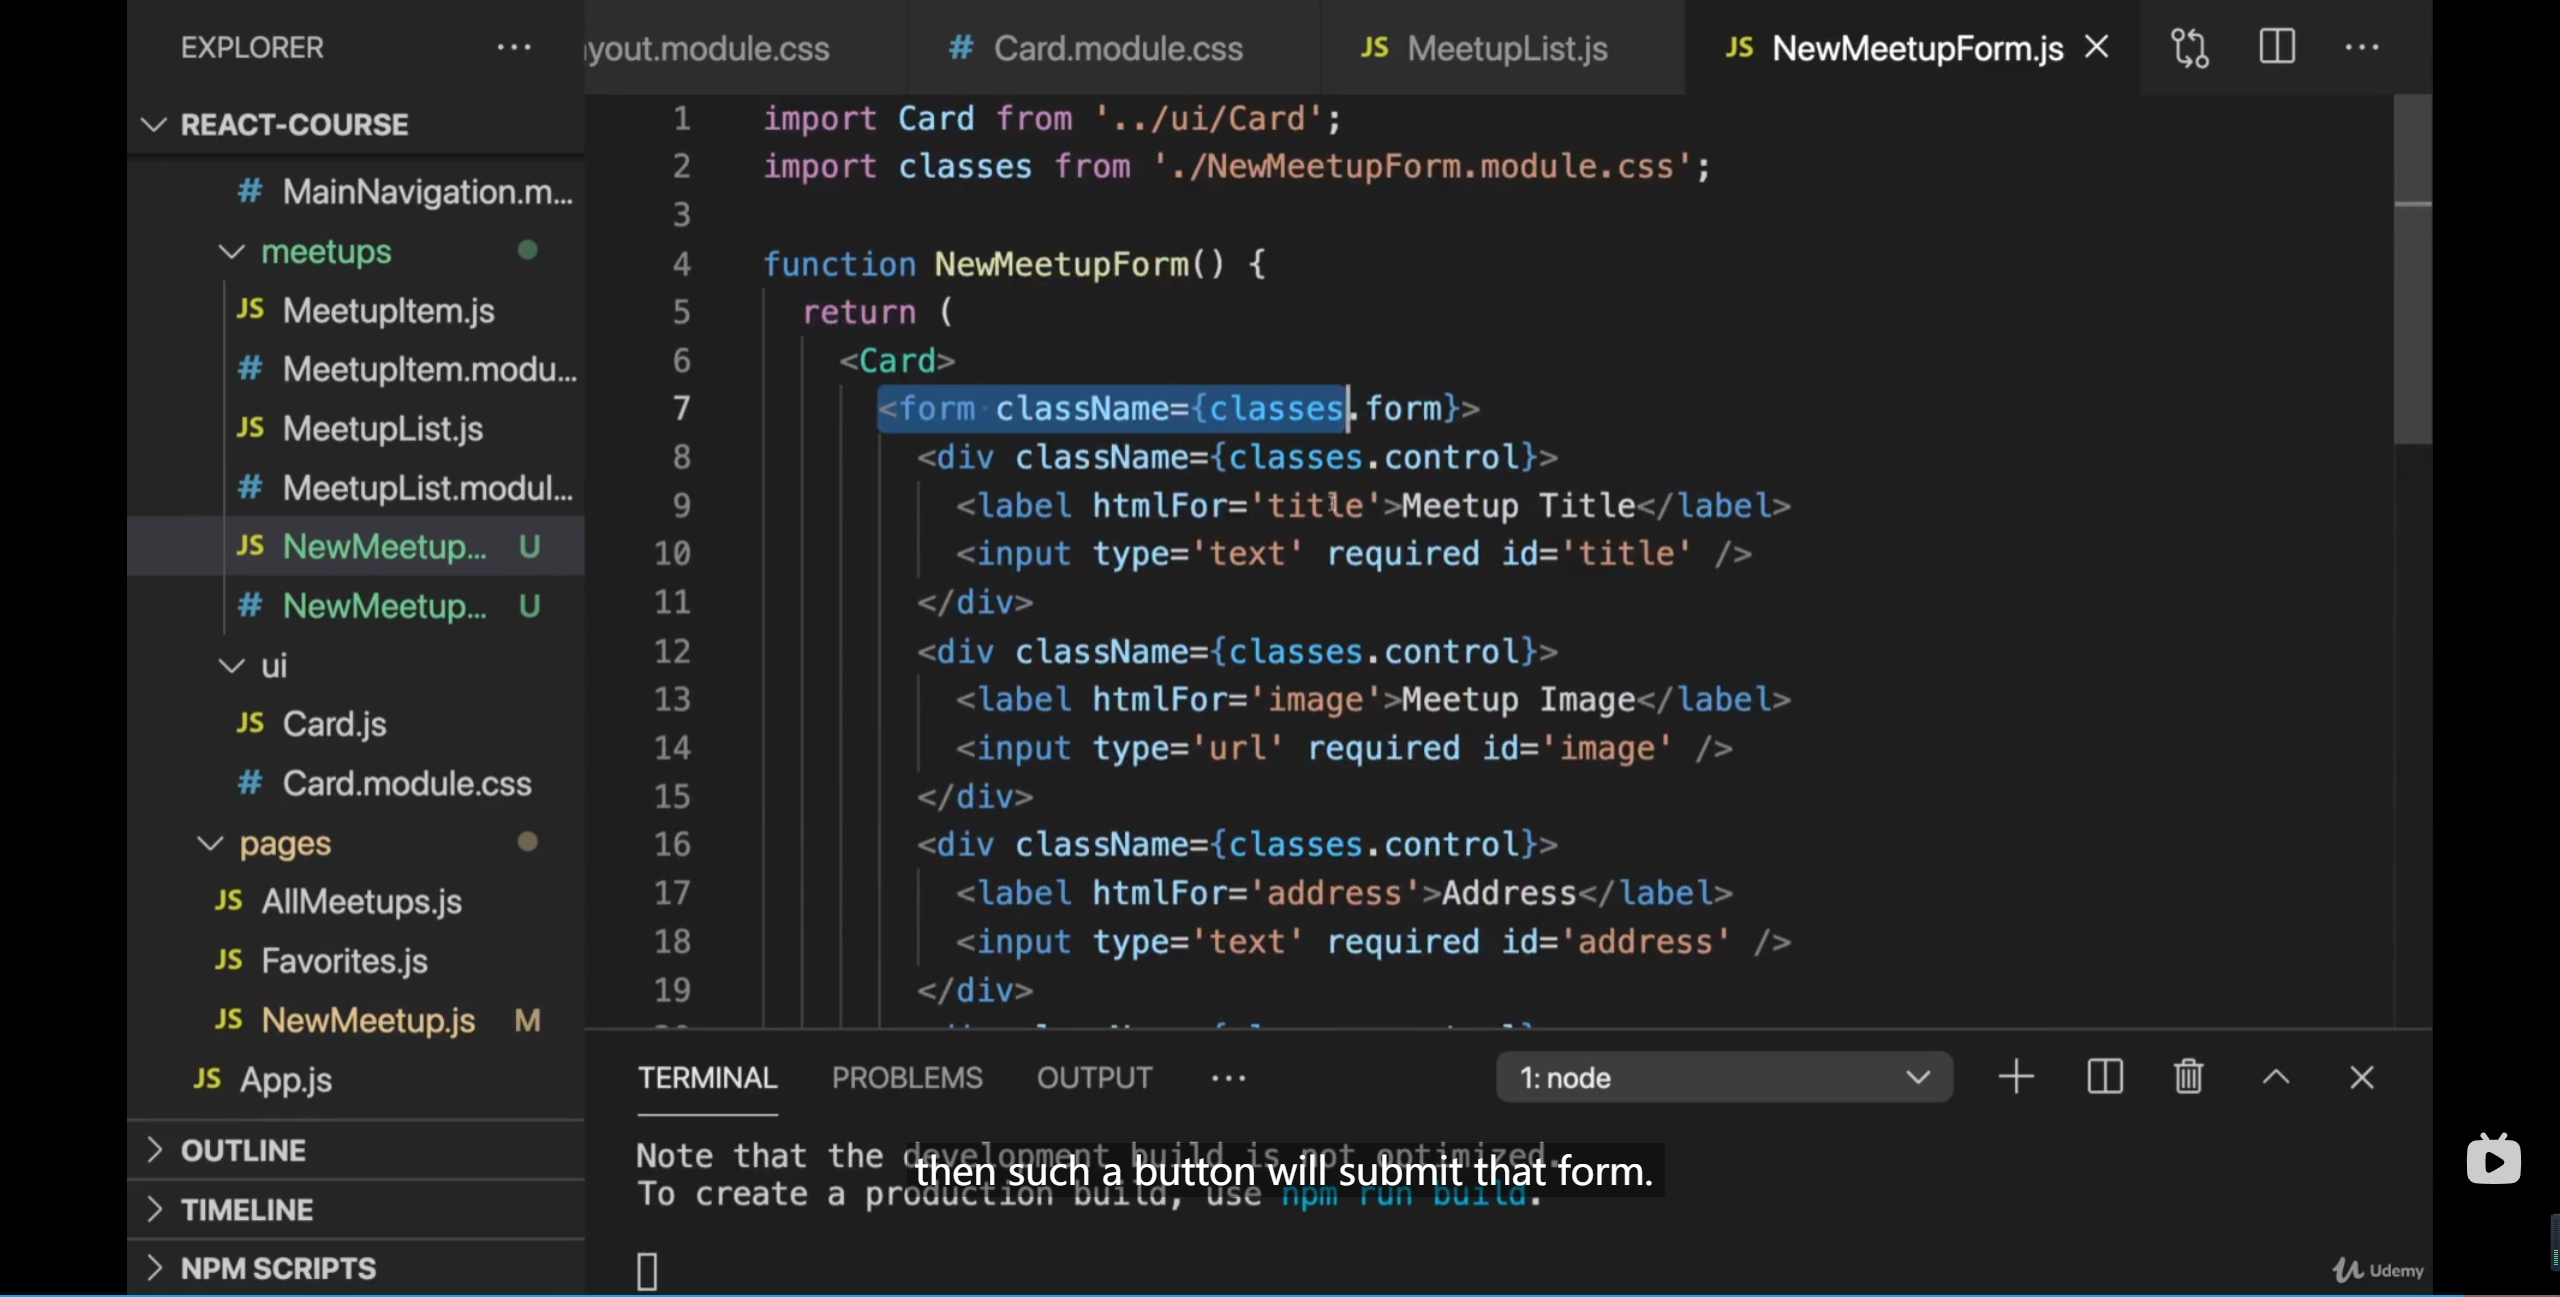 EXPLORER
REACT-COURSE
MainNavigation.m...
meetups
JS MeetupItem.js
# MeetupItem.modu...
JS MeetupList.js
# MeetupList.modul...
JS NewMeetup... U
# NewMeetup... U
ui
JS Card.js
# Card.module.css
pages
JS AllMeetups.js
JS Favorites.js
JS NewMeetup.js M
JS App.js
OUTLINE
TIMELINE
NPM SCRIPTS
yout.module.css # Card.module.css JS MeetupList.js JS NewMeetupForm.js
1 import Card from '../ui/Card';
2 import classes from './NewMeetupForm.module.css';
3
4 function NewMeetupForm() {
5 return (
6 <Card>
7 <form className={classes.form}>
8 <div className={classes.control}>
9 <label htmlFor='title'>Meetup Title</label>
10 <input type='text' required id='title' />
11 </div>
12 <div className={classes.control}>
13 <label htmlFor='image'>Meetup Image</label>
14 <input type='url' required id='image' />
15 </div>
16 <div className={classes.control}>
17 <label htmlFor='address'>Address</label>
18 <input type='text' required id='address' />
19 </div>
TERMINAL PROBLEMS OUTPUT ... 1: node
Note that the development build is not optimized.
To create a production build, use npm run build.
then such a button will submit that form.
Udemy